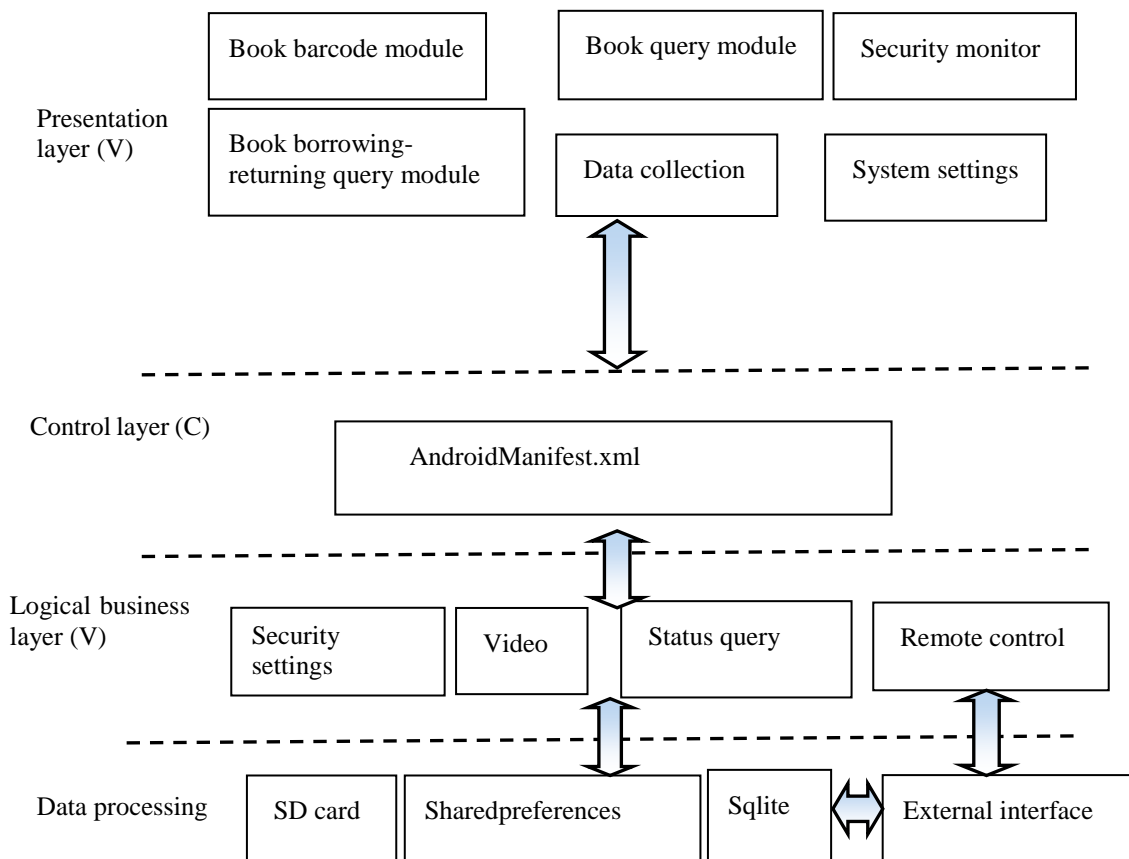 Book barcode module
Book query module
Security monitor
Presentation
layer (V)
Book borrowing-
returning query module
Data collection
System settings
Control layer (C)
AndroidManifest.xml
Logical business
layer (V)
Security
settings
Video
Status query
Remote control
Data processing
SD card
Sharedpreferences
Sqlite
External interface